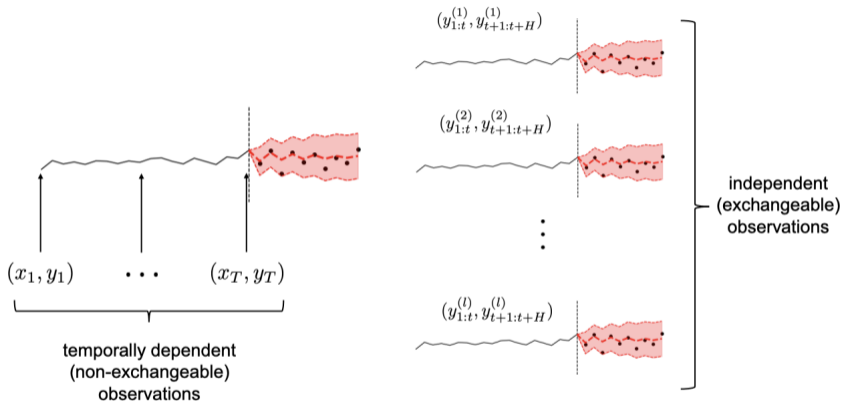 (x_1, y_1) ... (x_T, y_T)
temporally dependent
(non-exchangeable)
observations
(y_{1:t}^{(1)}, y_{t+1:t+H}^{(1)})
(y_{1:t}^{(2)}, y_{t+1:t+H}^{(2)})
(y_{1:t}^{(l)}, y_{t+1:t+H}^{(l)})
independent
(exchangeable)
observations